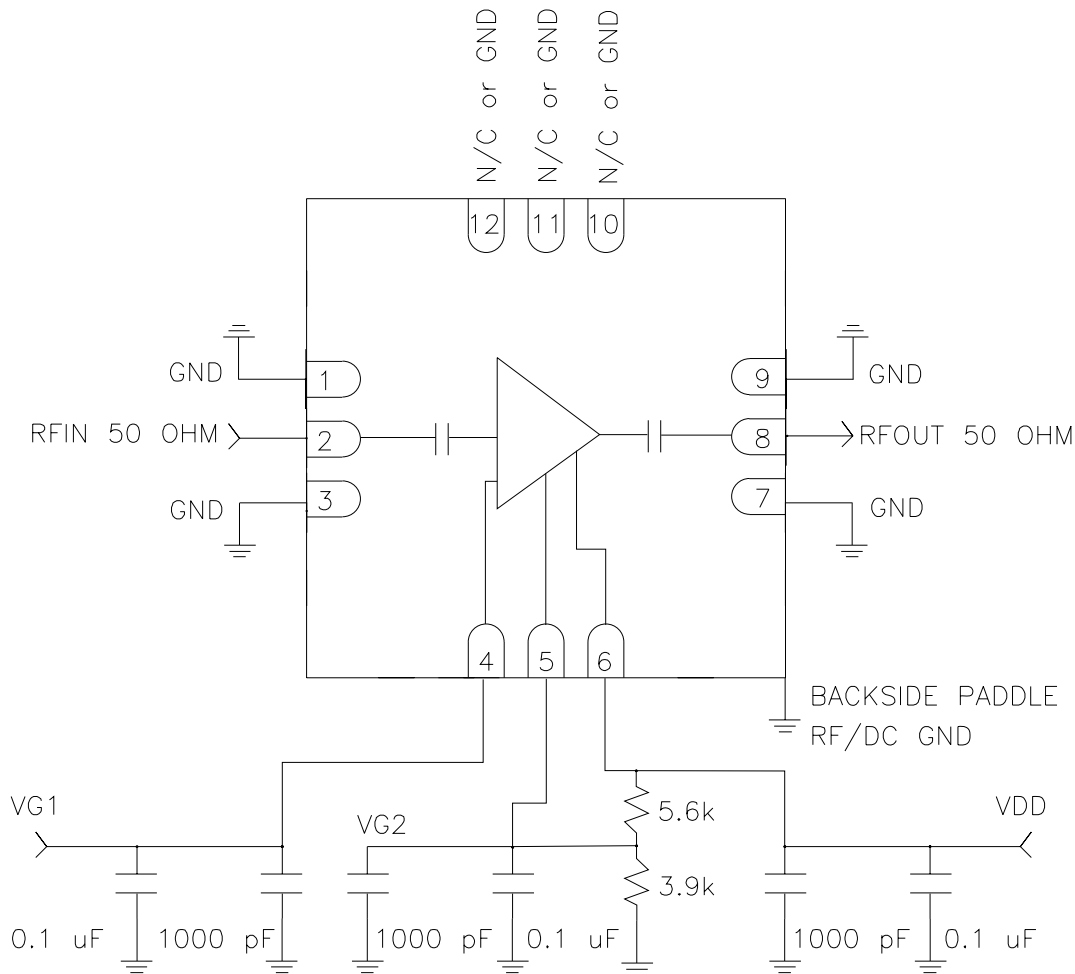 N/C or GND
N/C or GND
N/C or GND
12
11
10
GND
1
9
GND
RFIN 50 OHM
2
8
RFOUT 50 OHM
GND
3
7
GND
4
5
6
BACKSIDE PADDLE
RF/DC GND
VG1
VG2
5.6k
VDD
3.9k
0.1 uF
1000 pF
1000 pF
0.1 uF
1000 pF
0.1 uF